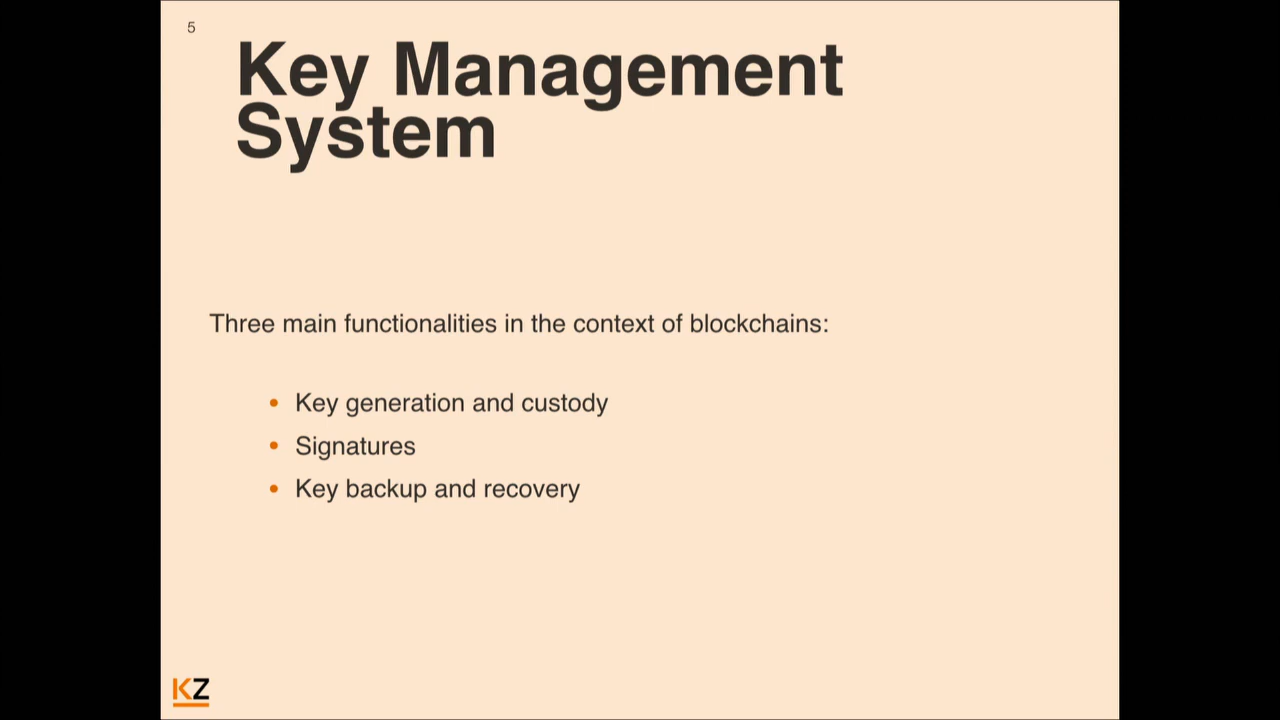 5
Key Management
System
Three main functionalities in the context of blockchains:
• Key generation and custody
• Signatures
• Key backup and recovery
KZ